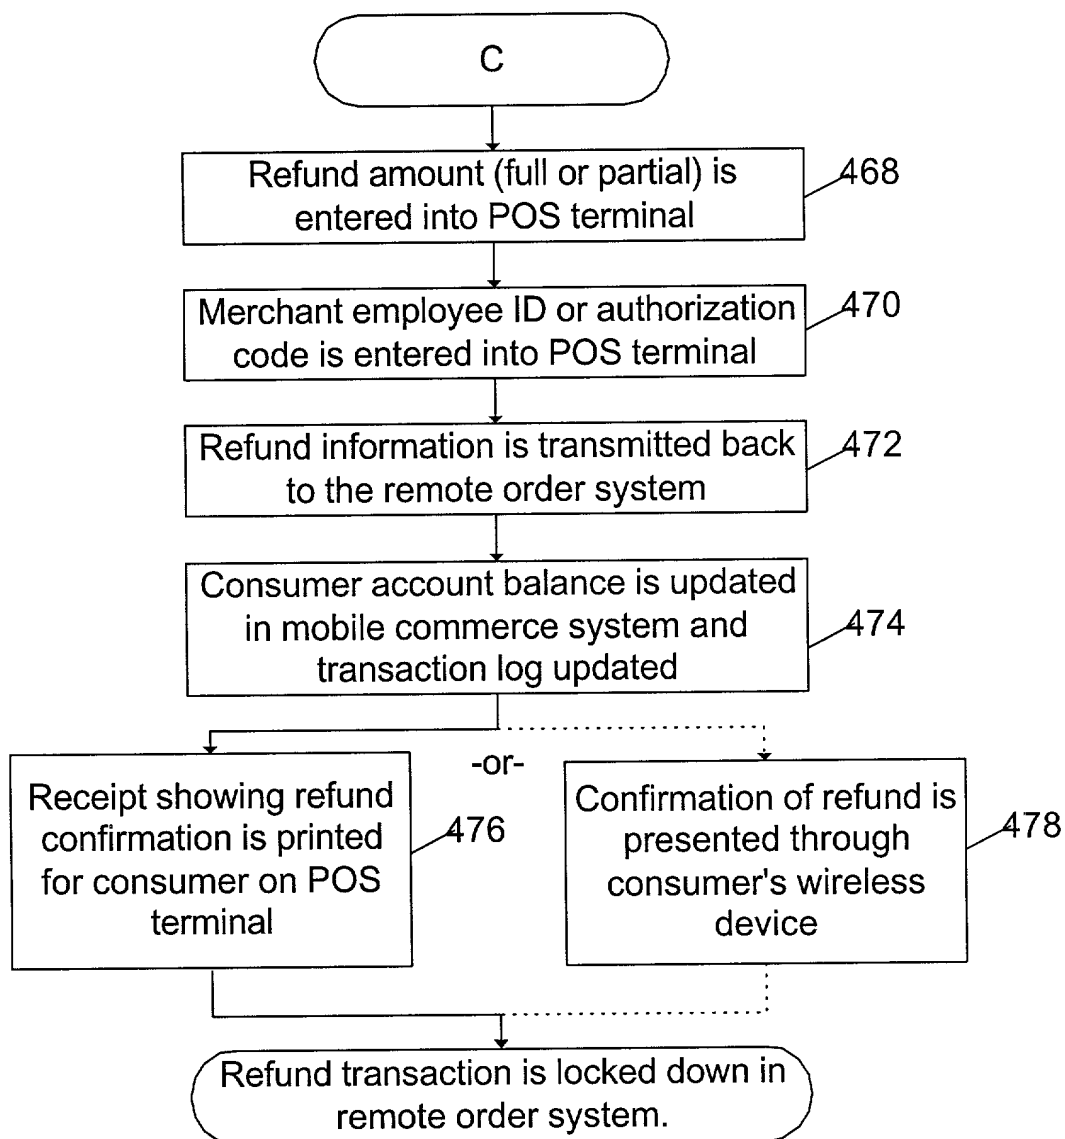 C
Refund amount (full or partial) is
entered into POS terminal
468
Merchant employee ID or authorization
code is entered into POS terminal
470
Refund information is transmitted back
to the remote order system
472
Consumer account balance is updated
in mobile commerce system and
transaction log updated
474
-or-
Receipt showing refund
confirmation is printed
for consumer on POS
terminal
476
Confirmation of refund is
presented through
consumer's wireless
device
478
Refund transaction is locked down in
remote order system.